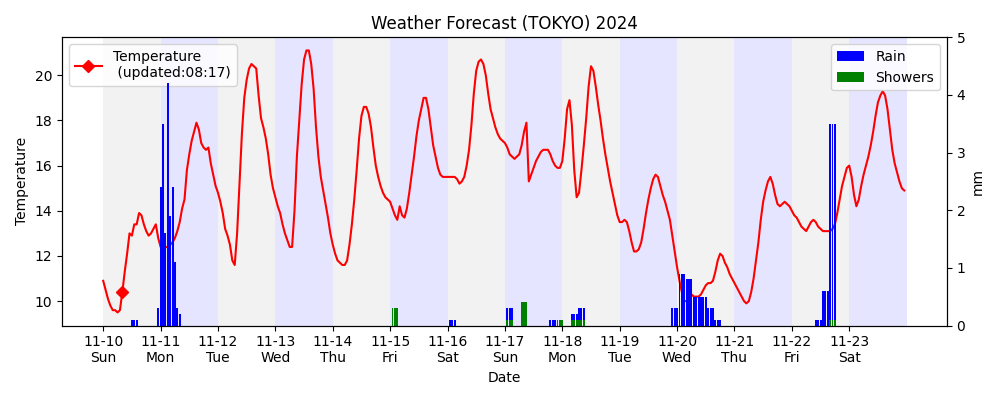 Weather Forecast (TOKYO) 2024
Temperature
(updated:08:17)
Rain
Showers
Temperature
20
18
16
14
12
10
5
4
3
2
1
0
mm
11-10 11-11 11-12 11-13 11-14 11-15 11-16 11-17 11-18 11-19 11-20 11-21 11-22 11-23
Sun Mon Tue Wed Thu Fri Sat Sun Mon Tue Wed Thu Fri Sat
Date